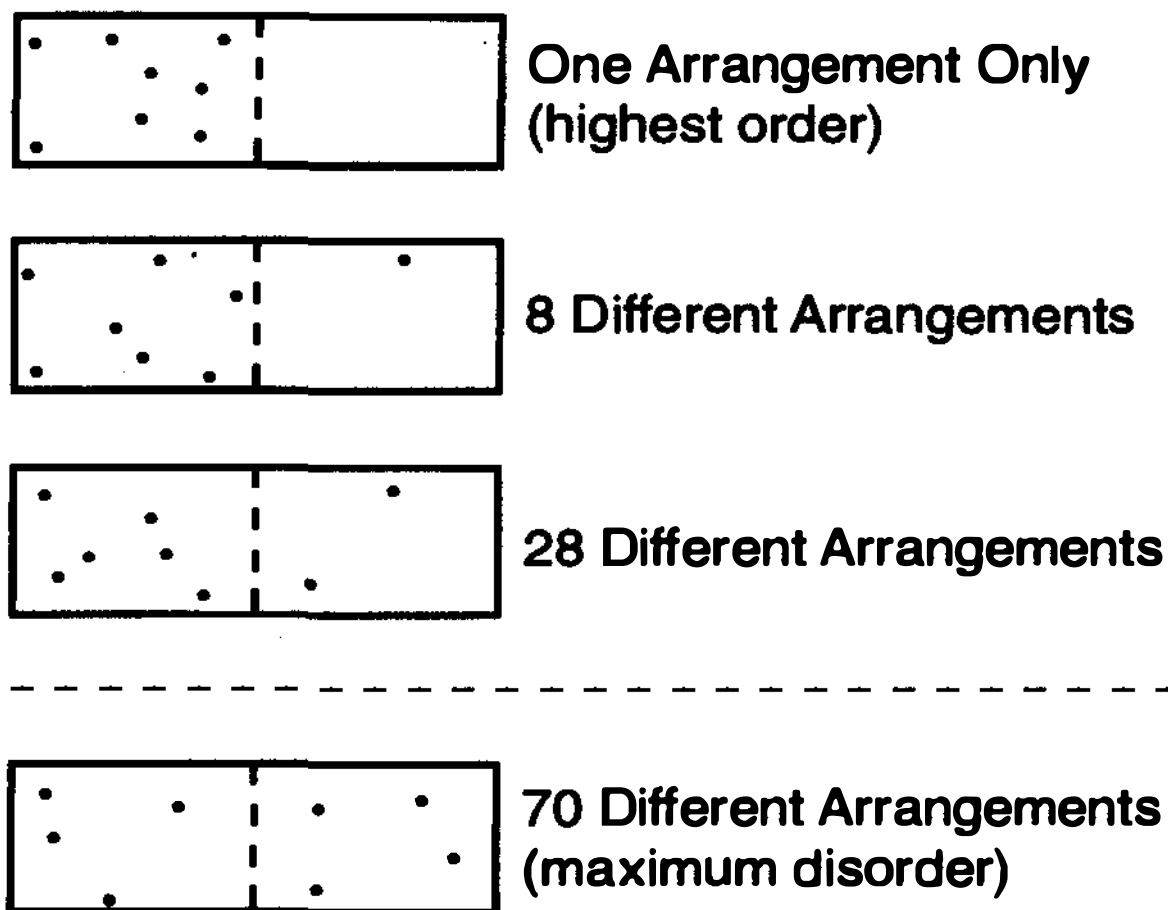 One Arrangement Only
(highest order)
8 Different Arrangements
28 Different Arrangements
70 Different Arrangements
(maximum disorder)